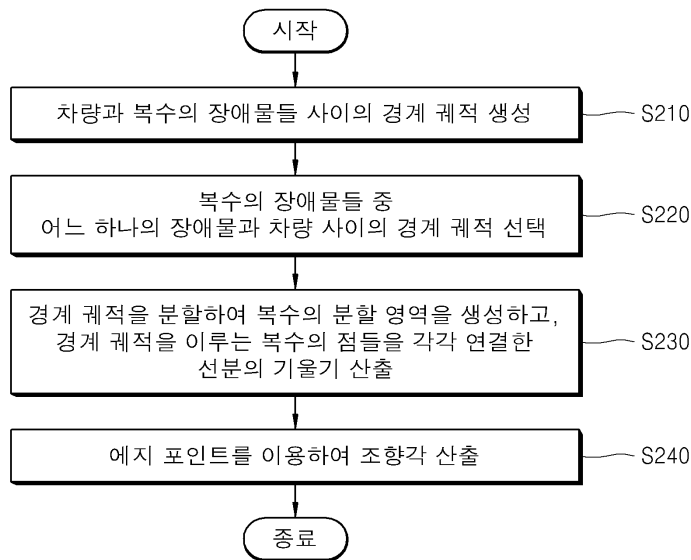 시작
차량과 복수의 장애물들 사이의 경계 궤적 생성
S210
복수의 장애물들 중
어느 하나의 장애물과 차량 사이의 경계 궤적 선택
S220
경계 궤적을 분할하여 복수의 분할 영역을 생성하고,
경계 궤적을 이루는 복수의 점들을 각각 연결한
선분의 기울기 산출
S230
에지 포인트를 이용하여 조향각 산출
S240
종료